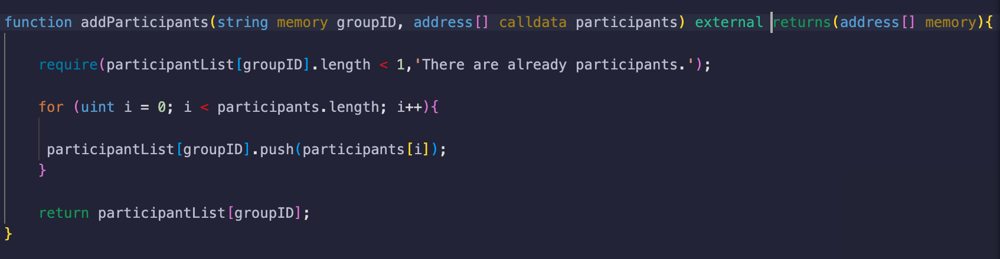 function addParticipants(string memory groupID, address[] calldata participants) external returns(address[] memory){
require(participantList[groupID].length < 1,'There are already participants.');
for (uint i = 0; i < participants.length; i++){
participantList[groupID].push(participants[i]);
}
return participantList[groupID];
}